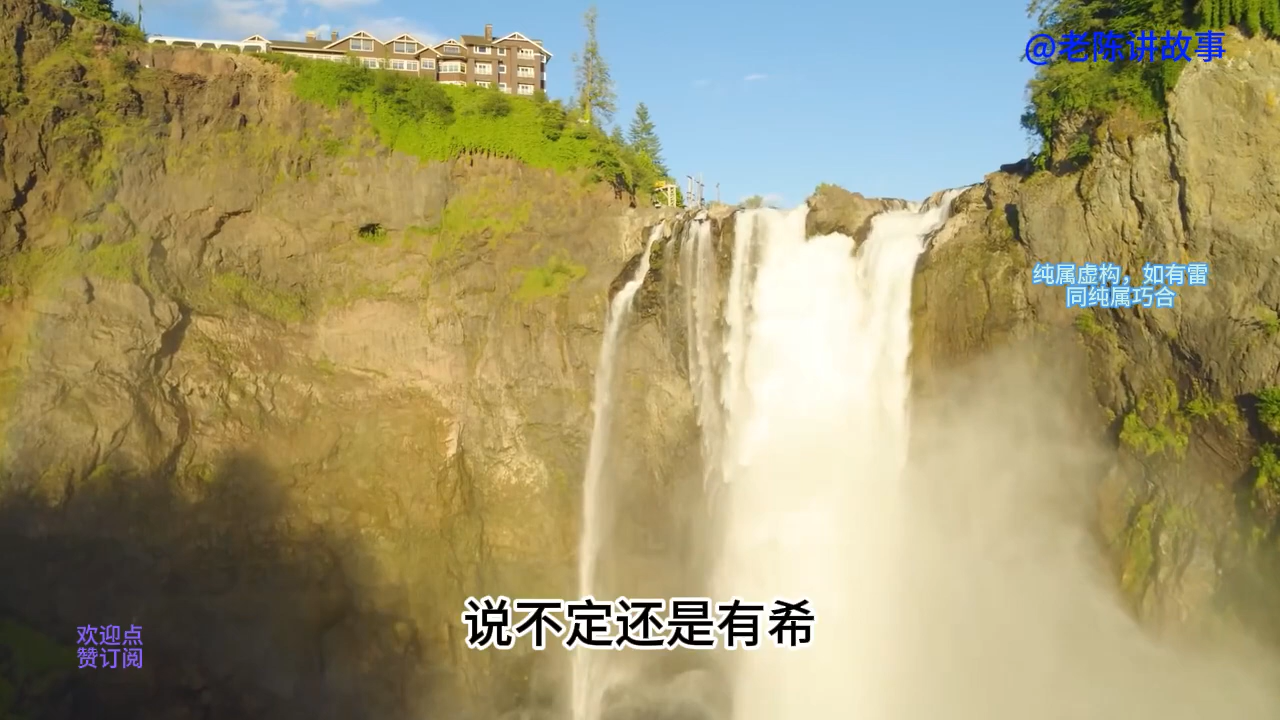 @老陈讲故事
纯属虚构，如有雷
同纯属巧合
说不定还是有希
欢迎点
赞订阅